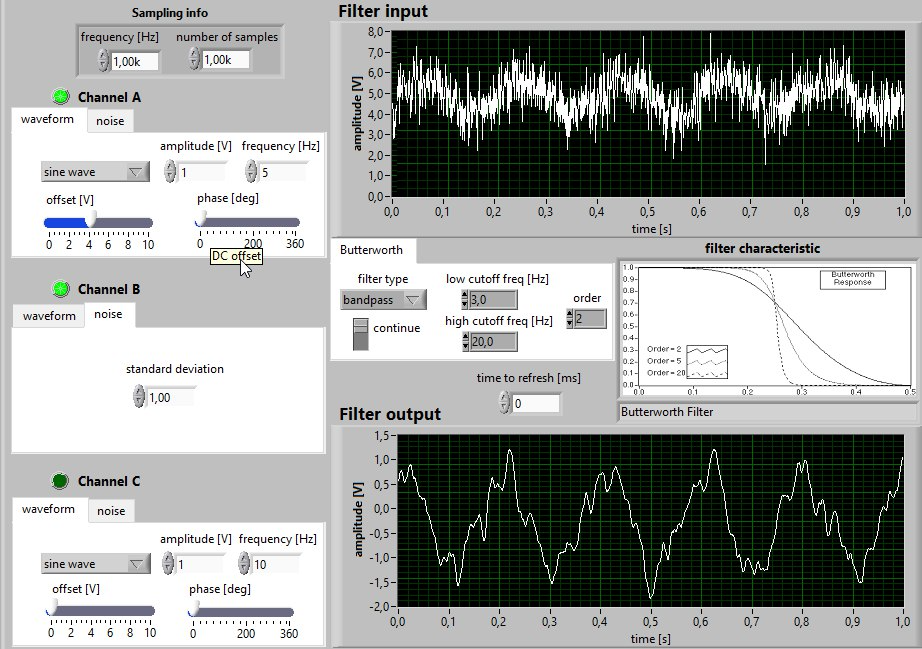 Sampling info
frequency [Hz]
number of samples
1,00k
1,00k
Channel A
waveform
noise
amplitude [V]
frequency [Hz]
sine wave
1
5
offset [V]
phase [deg]
0 2 4 6 8 10
0 200 360
DC offset
Channel B
waveform
noise
standard deviation
1,00
Channel C
waveform
noise
amplitude [V]
frequency [Hz]
sine wave
1
10
offset [V]
phase [deg]
0 2 4 6 8 10
0 200 360
Filter input
amplitude [V]
8,0
7,0
6,0
5,0
4,0
3,0
2,0
1,0
0,0
0,0 0,1 0,2 0,3 0,4 0,5 0,6 0,7 0,8 0,9 1,0
time [s]
Butterworth
filter type
bandpass
continue
low cutoff freq [Hz]
3,0
high cutoff freq [Hz]
20,0
order
2
time to refresh [ms]
0
filter characteristic
1.0
0.9
0.8
0.7
0.6
0.5
0.4
0.3
0.2
0.1
0.0
Butterworth
Response
Order = 2
Order = 5
Order = 20
0.0 0.1 0.2 0.3 0.4 0.5
Butterworth Filter
Filter output
amplitude [V]
1,5
1,0
0,5
0,0
-0,5
-1,0
-1,5
-2,0
0,0 0,1 0,2 0,3 0,4 0,5 0,6 0,7 0,8 0,9 1,0
time [s]